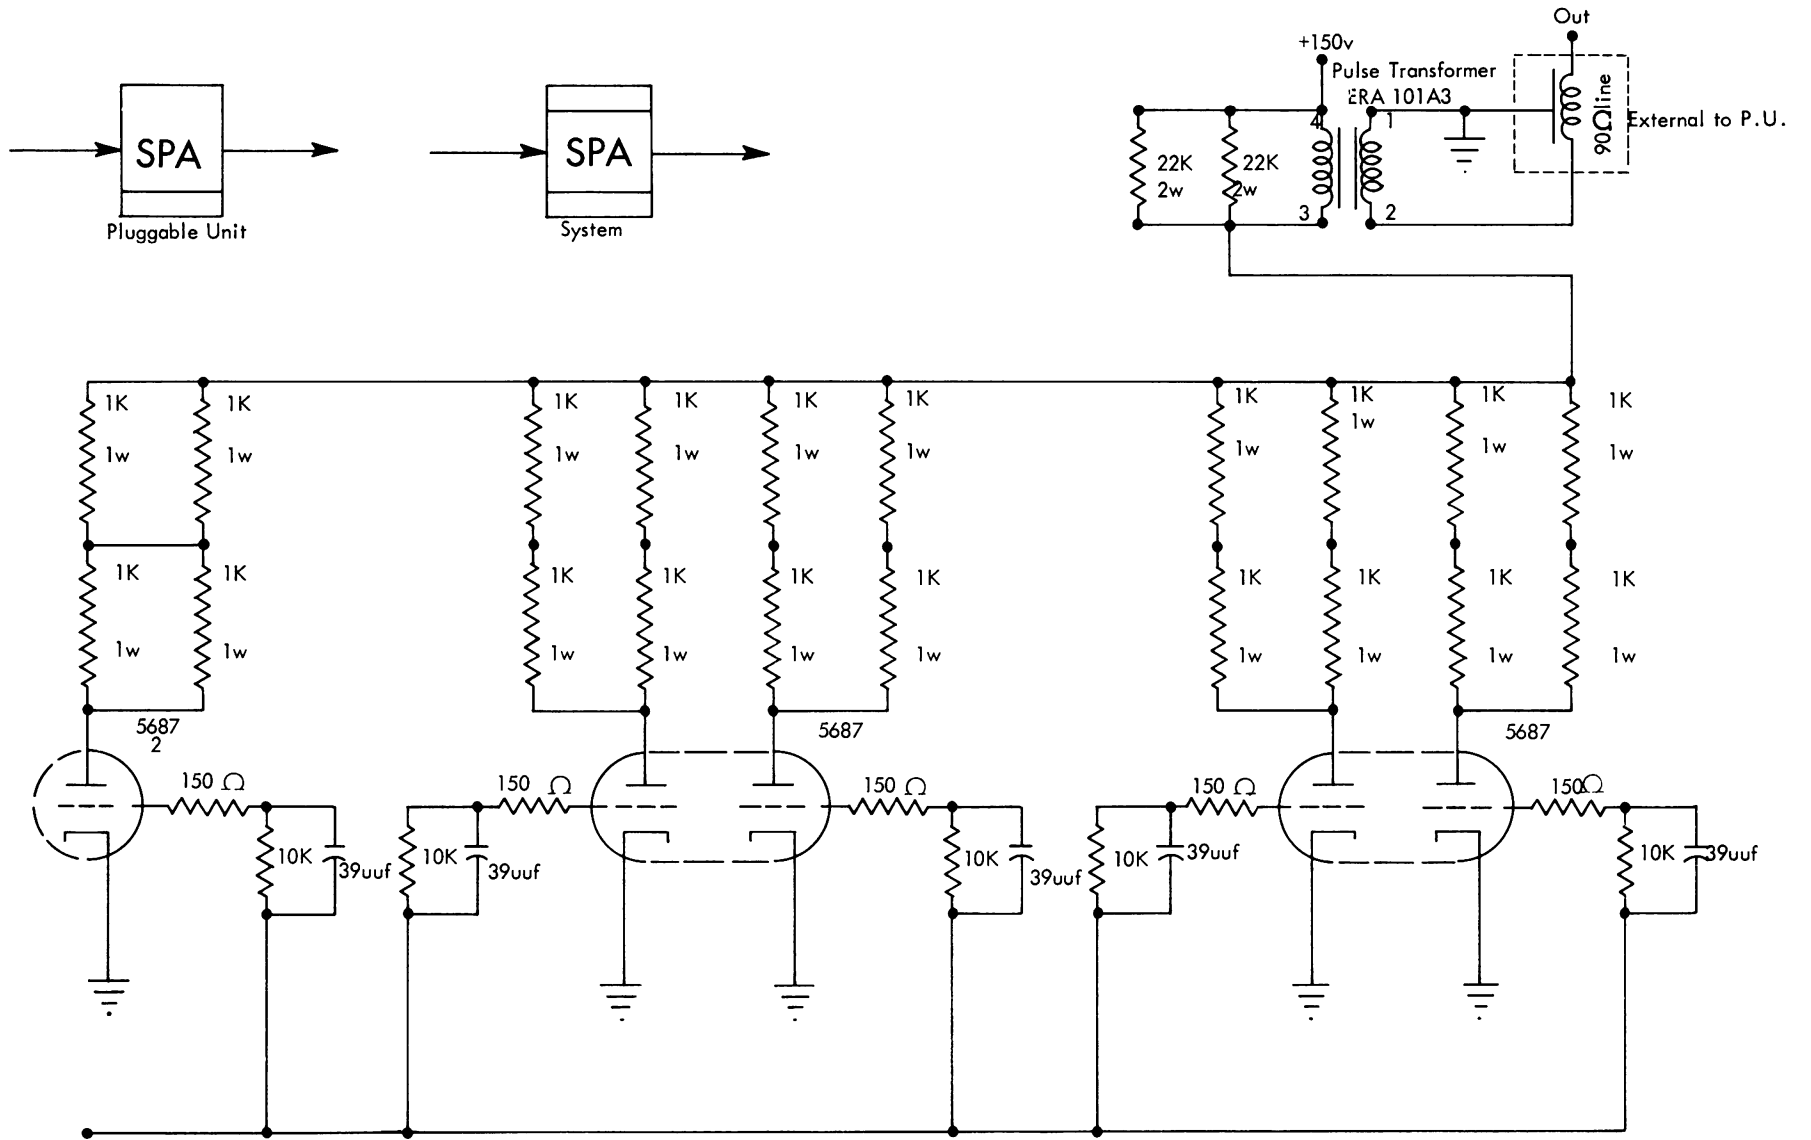 Out
+150v
Pulse Transformer
ERA 101A3
SPA
Pluggable Unit
SPA
System
4
1
22K
2w
22K
2w
3
2
90Ω line
External to P.U.
1K
1K
1K
1K
1K
1K
1K
1K
1K
1K
1w
1w
1w
1w
1w
1w
1w
1w
1w
1w
1K
1K
1K
1K
1K
1K
1K
1K
1K
1K
1w
1w
1w
1w
1w
1w
1w
1w
1w
1w
5687
2
5687
5687
150 Ω
150 Ω
150 Ω
150 Ω
150Ω
10K
39uuf
10K
39uuf
10K
39uuf
10K
39uuf
10K
39uuf